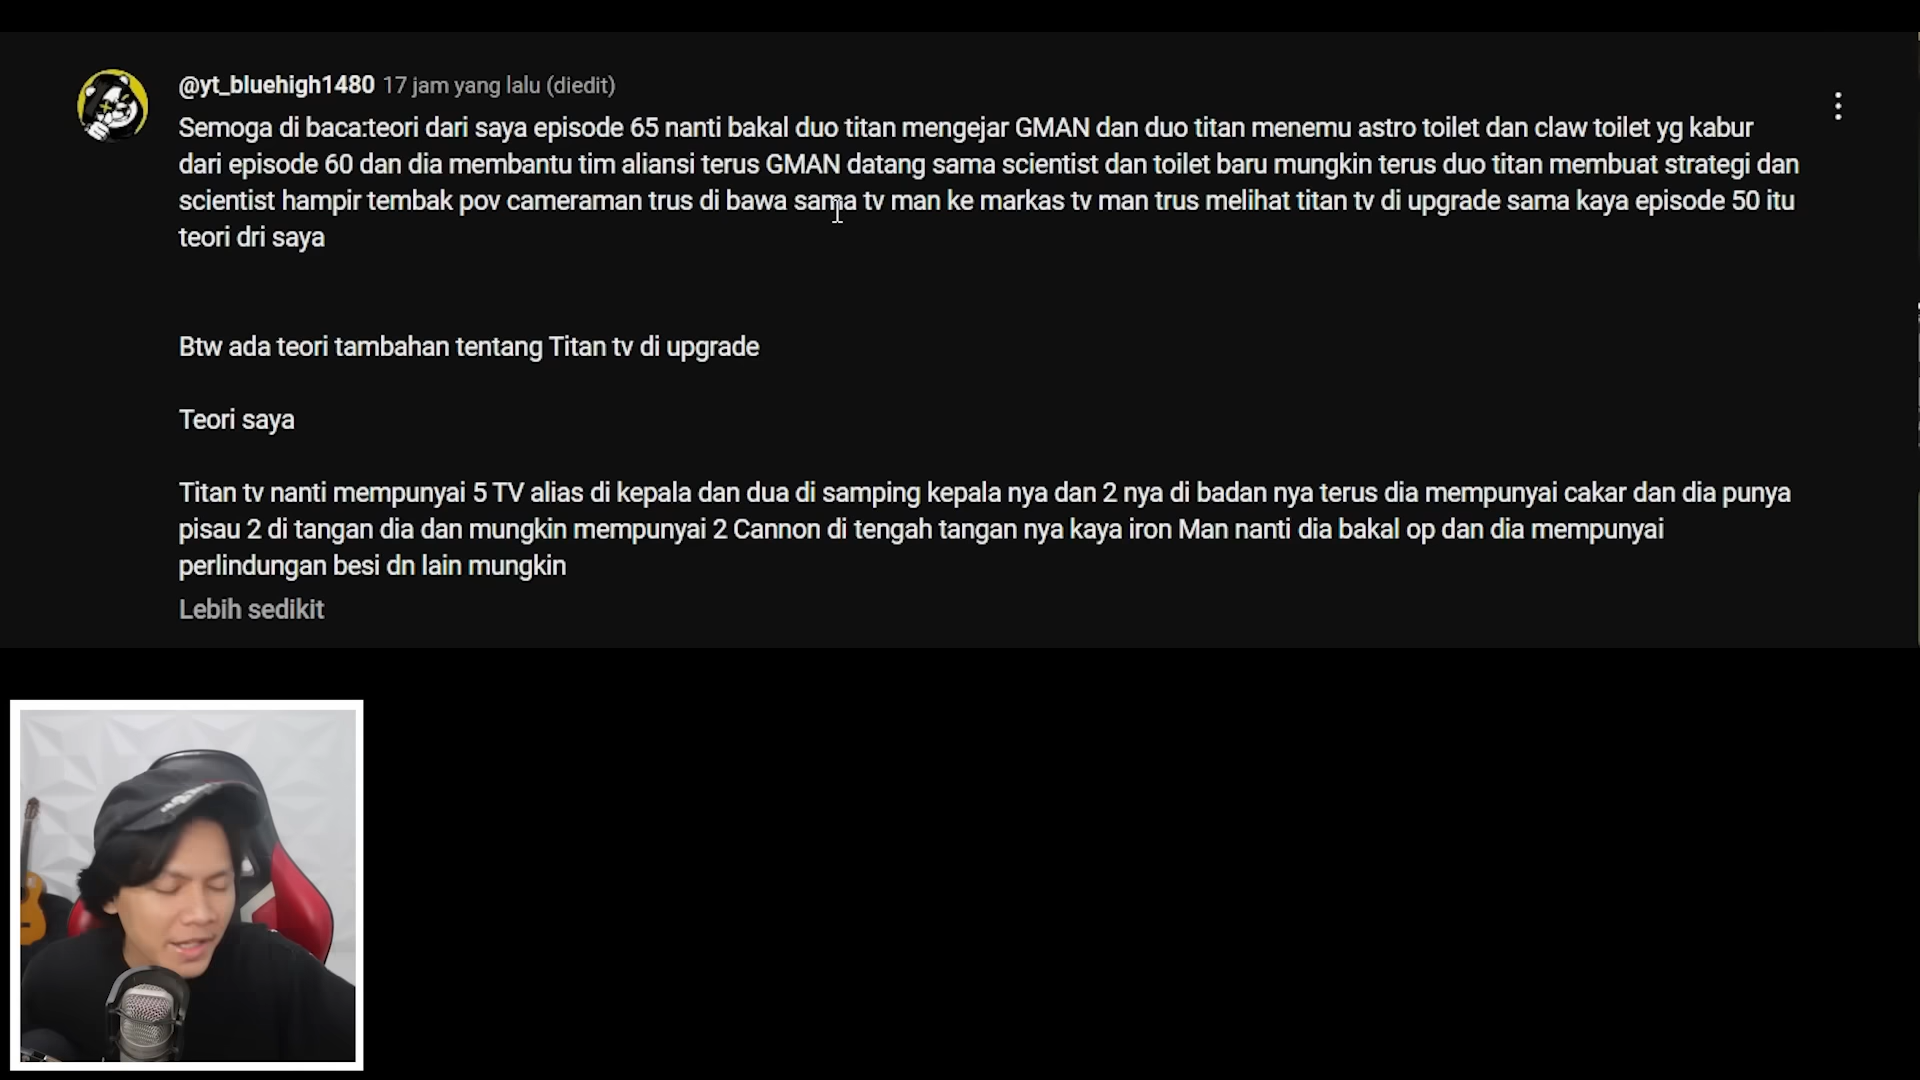 @yt_bluehigh1480 17 jam yang lalu (diedit)
Semoga di baca:teori dari saya episode 65 nanti bakal duo titan mengejar GMAN dan duo titan menemu astro toilet dan claw toilet yg kabur
dari episode 60 dan dia membantu tim aliansi terus GMAN datang sama scientist dan toilet baru mungkin terus duo titan membuat strategi dan
scientist hampir tembak pov cameraman trus di bawa sama tv man ke markas tv man trus melihat titan tv di upgrade sama kaya episode 50 itu
teori dri saya
Btw ada teori tambahan tentang Titan tv di upgrade
Teori saya
Titan tv nanti mempunyai 5 TV alias di kepala dan dua di samping kepala nya dan 2 nya di badan nya terus dia mempunyai cakar dan dia punya
pisau 2 di tangan dia dan mungkin mempunyai 2 Cannon di tengah tangan nya kaya iron Man nanti dia bakal op dan dia mempunyai
perlindungan besi dn lain mungkin
Lebih sedikit